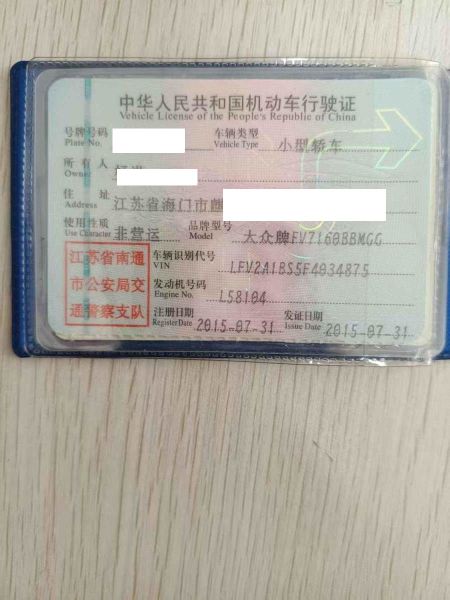 中华人民共和国机动车行驶证
Vehicle License of the People's Republic of China
号牌号码 车辆类型 小型轿车
Plate No. Vehicle Type
所有人
Owner
住址 江苏省海门市
Address
使用性质 非营运 品牌型号 大众牌FV7160BBMGG
Use Character Model
江苏省南通
市公安局交
通警察支队
车辆识别代号 LFV2A1BS5F4034875
VIN
发动机号码 L58104
Engine No.
注册日期 2015-07-31 发证日期 2015-07-31
RegisterDate Issue Date